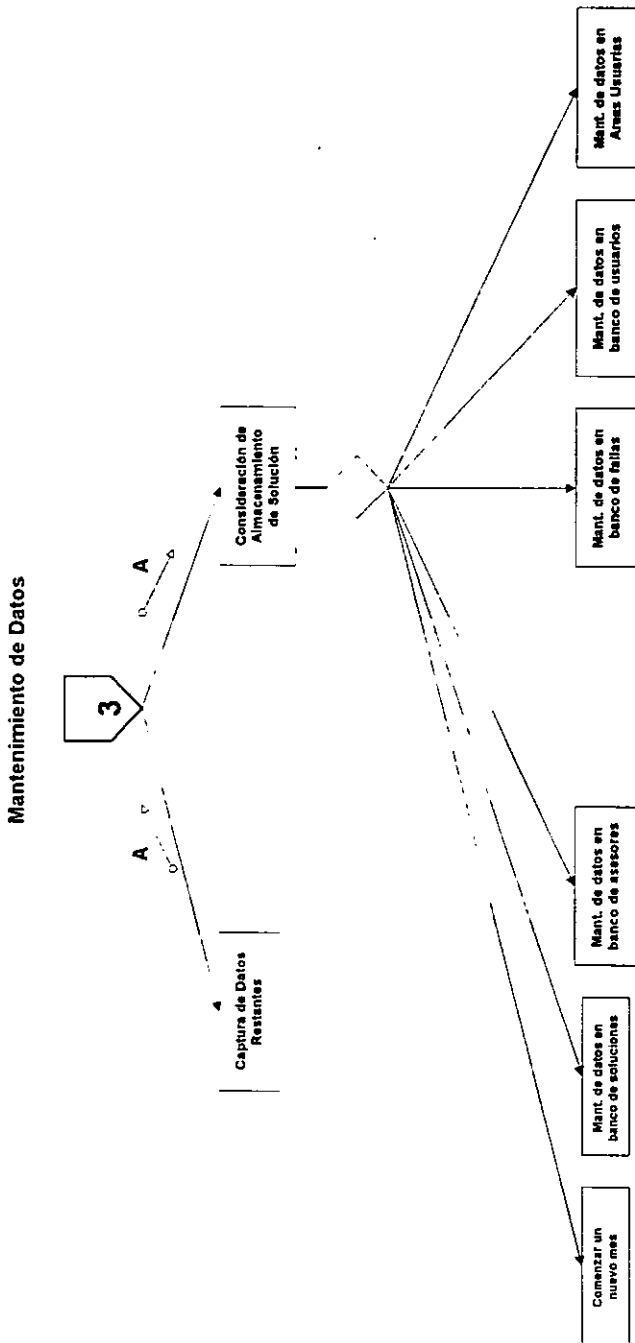 Mantenimiento de Datos
3
A
A
Captura de Datos
Restantes
Consideración de
Almacenamiento
de Solución
Comenzar un
nuevo mes
Mant. de datos en
banco de soluciones
Mant. de datos en
banco de asesores
Mant. de datos en
banco de fallas
Mant. de datos en
banco de usuarios
Mant. de datos en
Areas Usuarias